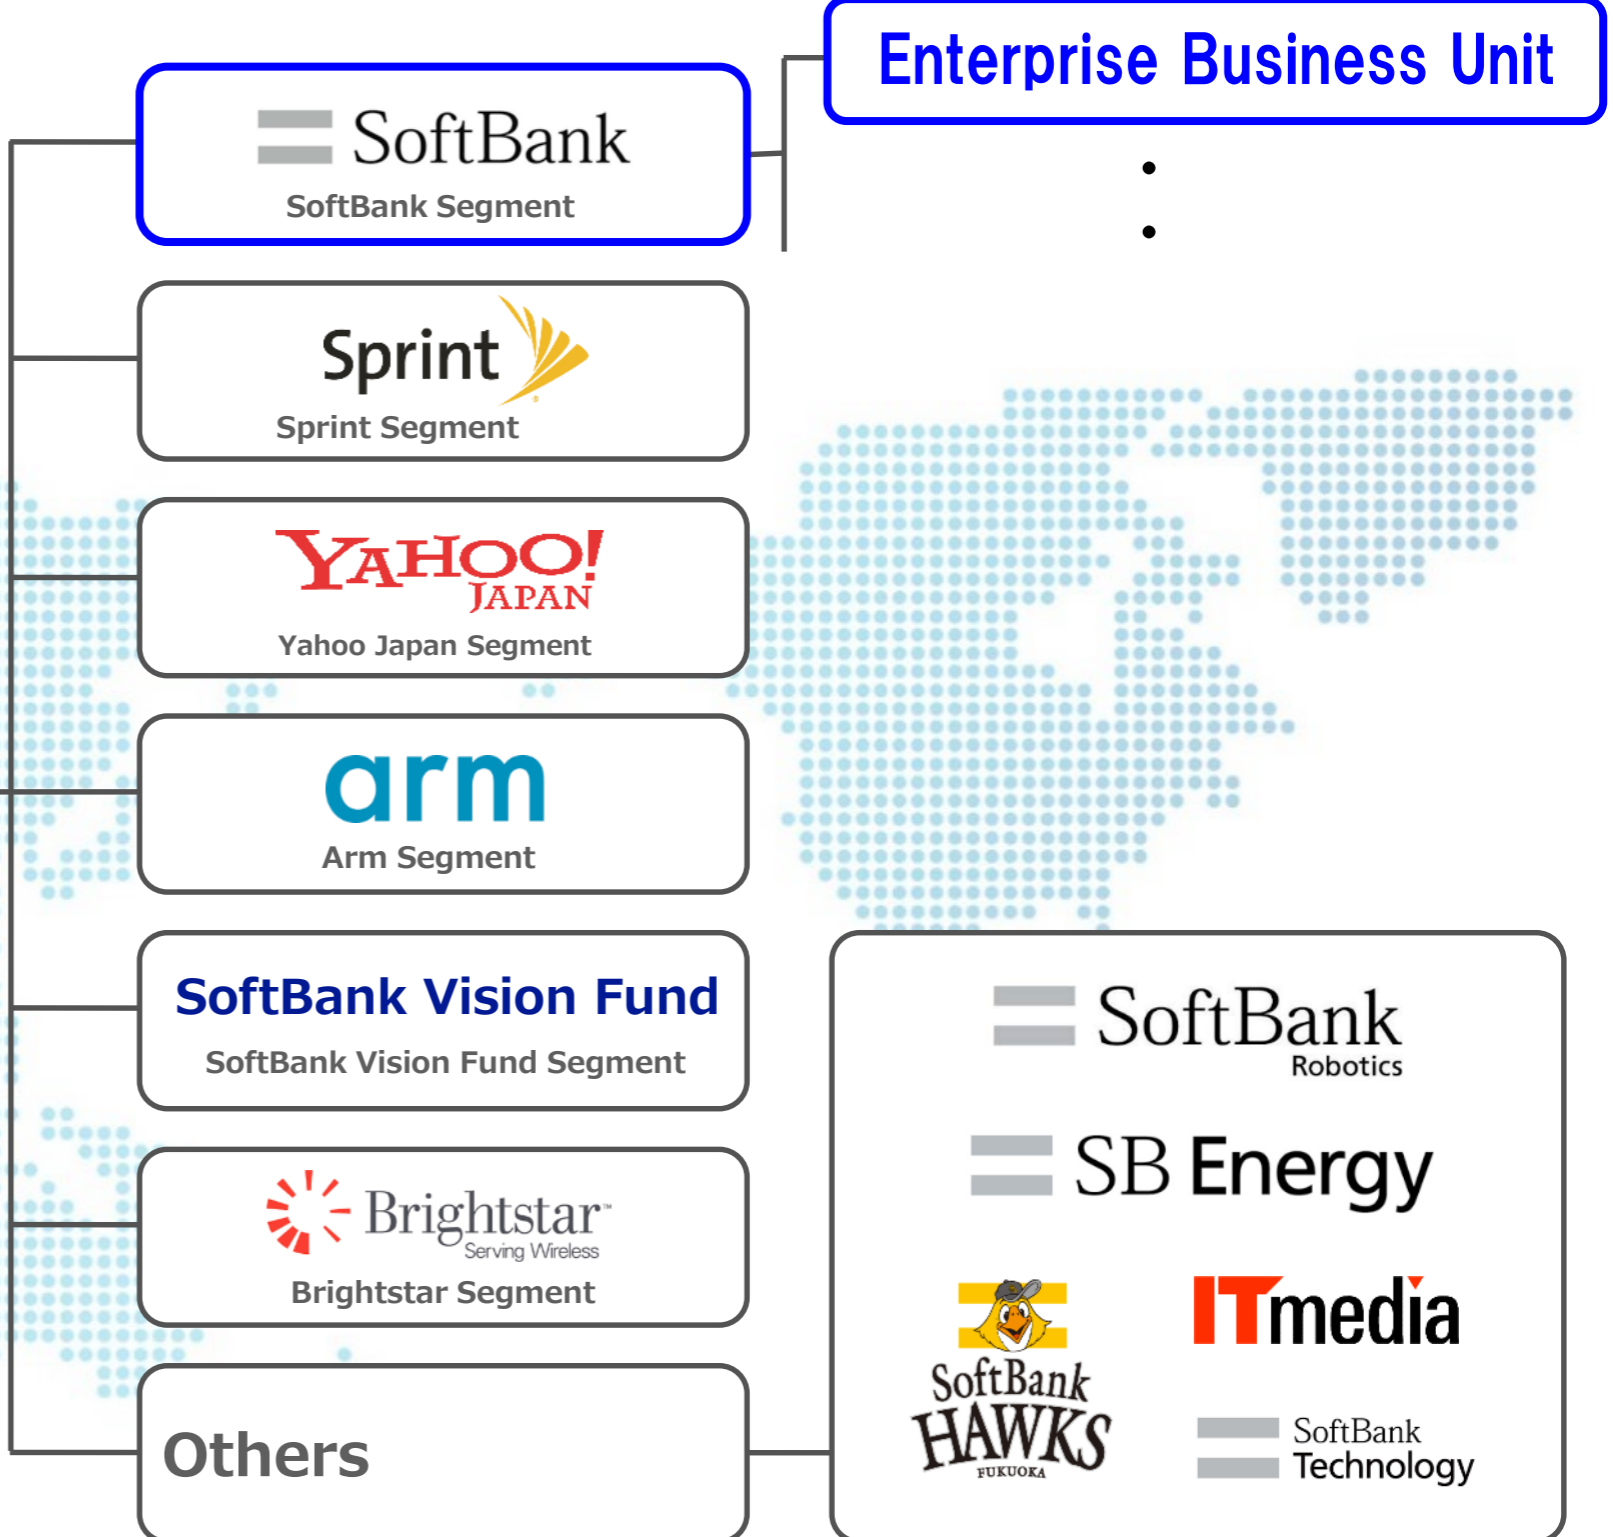 Enterprise Business Unit
SoftBank
SoftBank Segment
•
•
Sprint
Sprint Segment
YAHOO!
JAPAN
Yahoo Japan Segment
arm
Arm Segment
SoftBank Vision Fund
SoftBank Vision Fund Segment
Brightstar™
Serving Wireless
Brightstar Segment
Others
SoftBank
Robotics
SB Energy
SoftBank
HAWKS
FUKUOKA
ITmedia
SoftBank
Technology